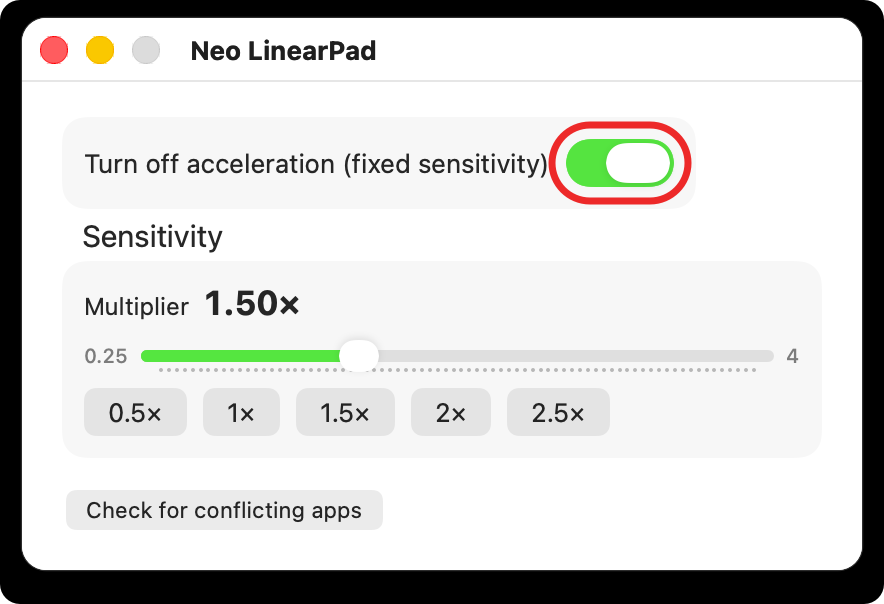 Neo LinearPad
Turn off acceleration (fixed sensitivity)
Sensitivity
Multiplier 1.50×
0.25 4
0.5× 1× 1.5× 2× 2.5×
Check for conflicting apps